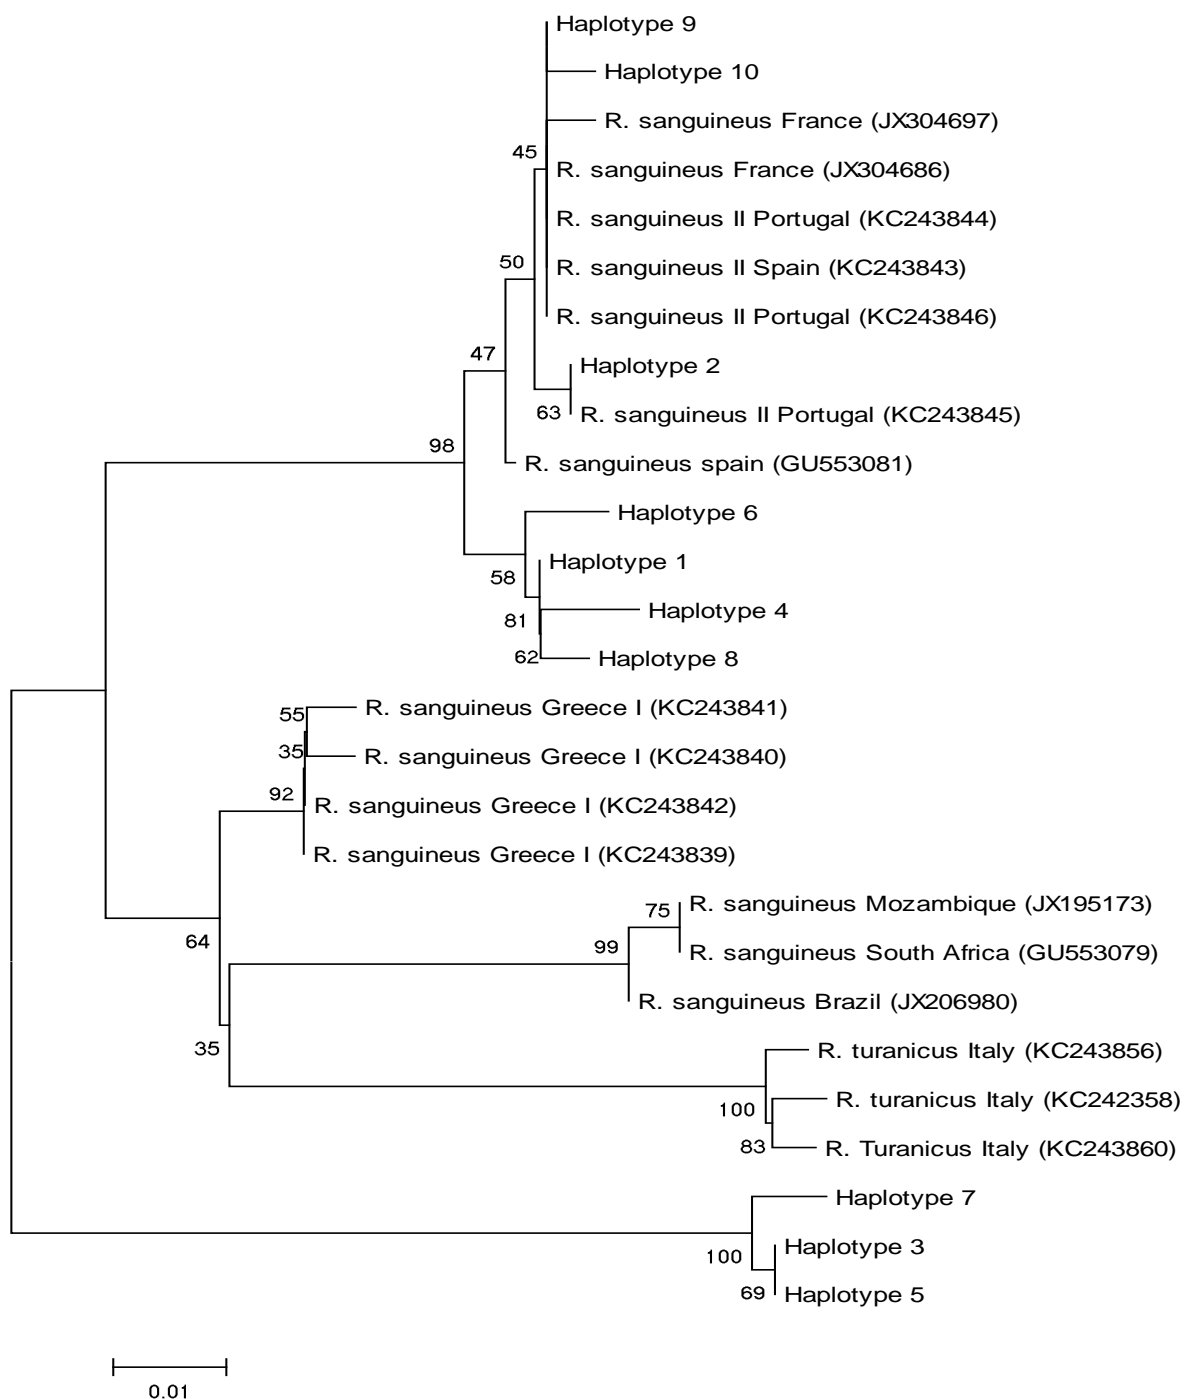 Haplotype 9
Haplotype 10
R. sanguineus France (JX304697)
45
R. sanguineus France (JX304686)
R. sanguineus II Portugal (KC243844)
50
R. sanguineus II Spain (KC243843)
R. sanguineus II Portugal (KC243846)
47
Haplotype 2
63
R. sanguineus II Portugal (KC243845)
98
R. sanguineus spain (GU553081)
Haplotype 6
Haplotype 1
58
Haplotype 4
81
62
Haplotype 8
R. sanguineus Greece I (KC243841)
55
35
R. sanguineus Greece I (KC243840)
92
R. sanguineus Greece I (KC243842)
R. sanguineus Greece I (KC243839)
75
R. sanguineus Mozambique (JX195173)
64
99
R. sanguineus South Africa (GU553079)
R. sanguineus Brazil (JX206980)
35
R. turanicus Italy (KC243856)
R. turanicus Italy (KC242358)
100
83
R. Turanicus Italy (KC243860)
Haplotype 7
Haplotype 3
100
69
Haplotype 5
0.01